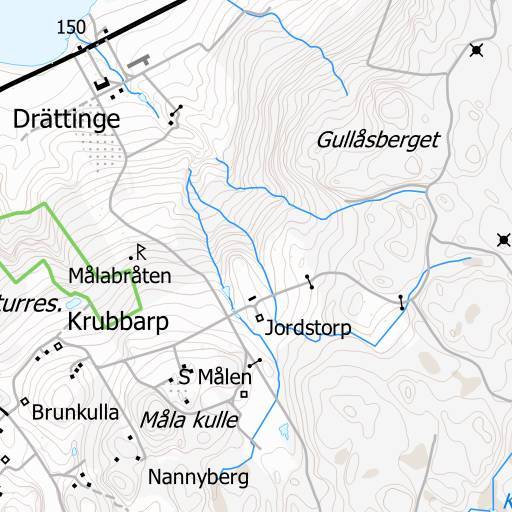 150
Drättinge
Gullåsberget
Målabråten
turres.
Krubbarp
Jordstorp
S Målen
Brunkulla
Måla kulle
Nannyberg
K